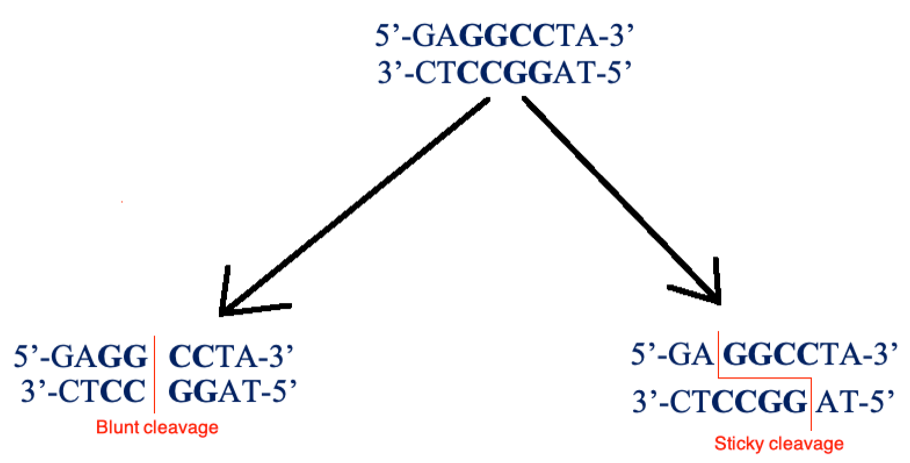 5’-GAGGCCTA-3’
3’-CTCCGGAT-5’
5’-GAGG CCTA-3’
3’-CTCC GGAT-5’
Blunt cleavage
5’-GA GGCCTA-3’
3’-CTCCGG AT-5’
Sticky cleavage